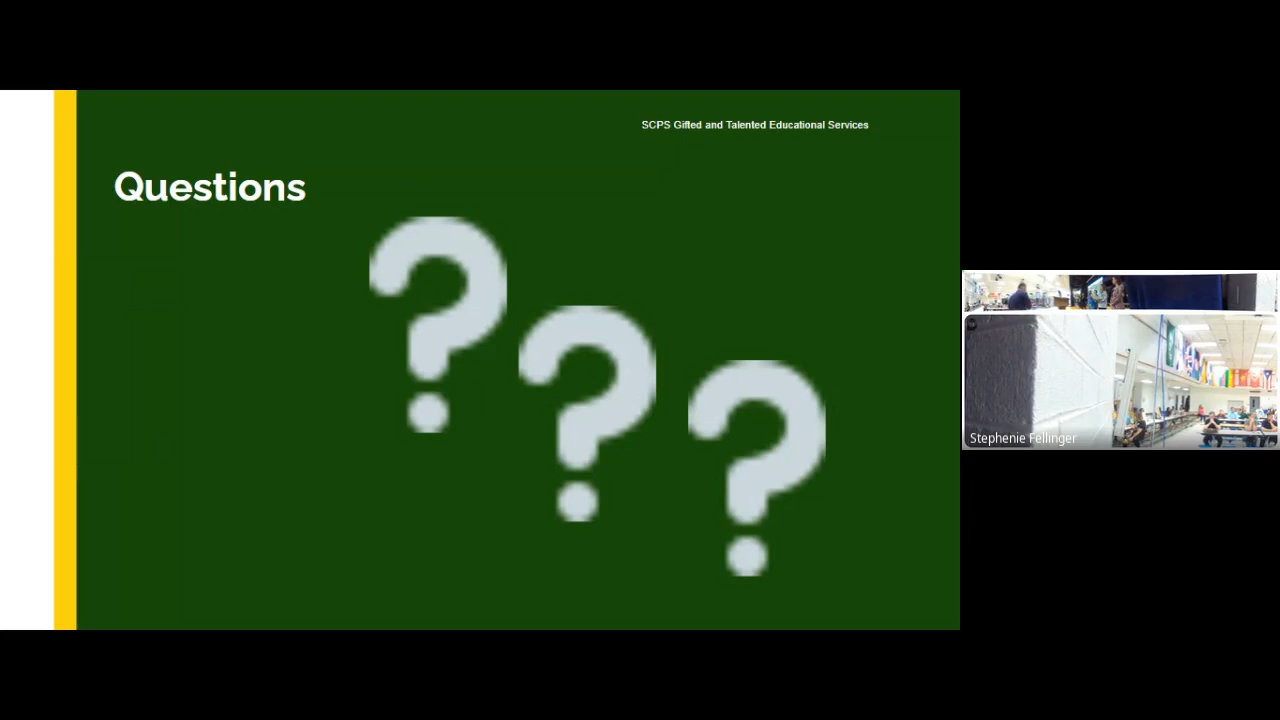 SCPS Gifted and Talented Educational Services
Questions
???
Stephenie Fellinger